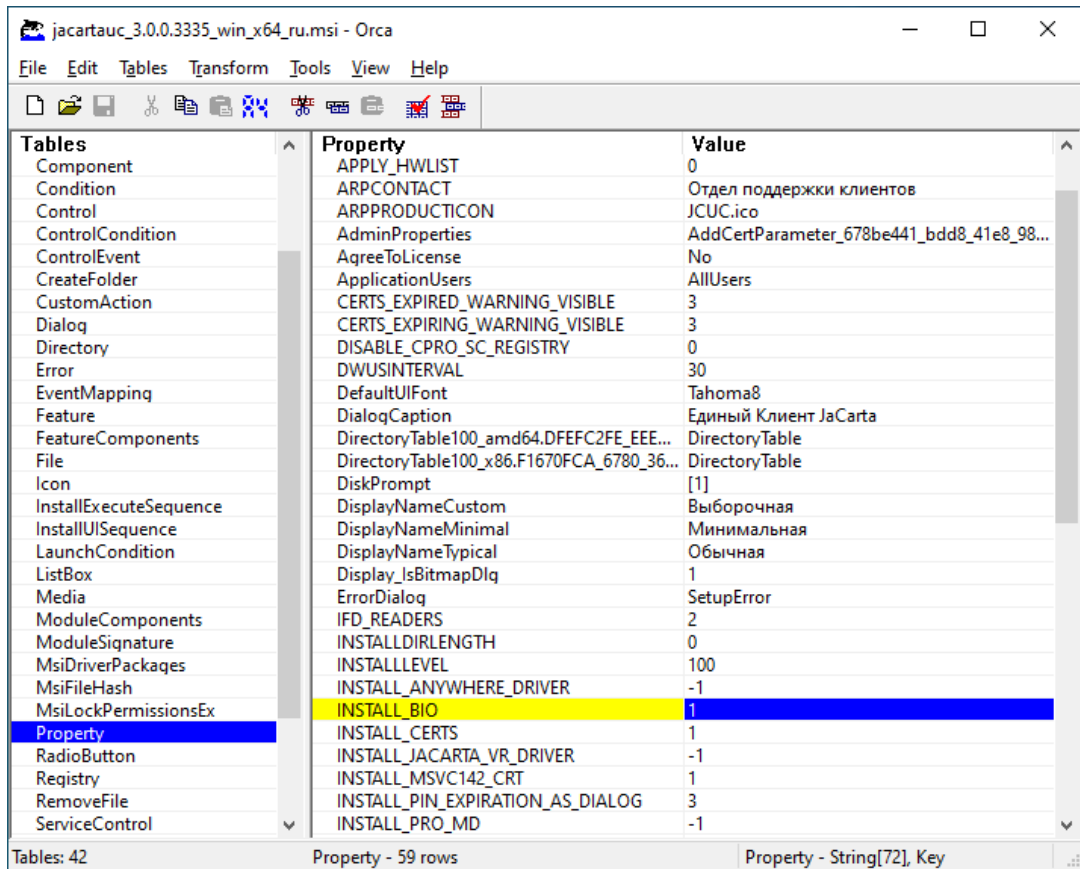 jacartauc_3.0.0.3335_win_x64_ru.msi - Orca
File Edit Tables Transform Tools View Help
Tables Property Value
Component APPLY_HWLIST 0
Condition ARPCONTACT Отдел поддержки клиентов
Control ARPPRODUCTICON JCUC.ico
ControlCondition AdminProperties AddCertParameter_678be441_bdd8_41e8_98...
ControlEvent AgreeToLicense No
CreateFolder ApplicationUsers AllUsers
CustomAction CERTS_EXPIRED_WARNING_VISIBLE 3
Dialog CERTS_EXPIRING_WARNING_VISIBLE 3
Directory DISABLE_CPRO_SC_REGISTRY 0
Error DWUSINTERVAL 30
EventMapping DefaultUIFont Tahoma8
Feature DialogCaption Единый Клиент JaCarta
FeatureComponents DirectoryTable100_amd64.DFEFC2FE_EEE... DirectoryTable
File DirectoryTable100_x86.F1670FCA_6780_36... DirectoryTable
Icon DiskPrompt [1]
InstallExecuteSequence DisplayNameCustom Выборочная
InstallUISequence DisplayNameMinimal Минимальная
LaunchCondition DisplayNameTypical Обычная
ListBox Display_IsBitmapDlg 1
Media ErrorDialog SetupError
ModuleComponents IFD_READERS 2
ModuleSignature INSTALLDIRLENGTH 0
MsiDriverPackages INSTALLLEVEL 100
MsiFileHash INSTALL_ANYWHERE_DRIVER -1
MsiLockPermissionsEx INSTALL_BIO 1
Property INSTALL_CERTS 1
RadioButton INSTALL_JACARTA_VR_DRIVER -1
Registry INSTALL_MSVC142_CRT 1
RemoveFile INSTALL_PIN_EXPIRATION_AS_DIALOG 3
ServiceControl INSTALL_PRO_MD -1
Tables: 42 Property - 59 rows Property - String[72], Key